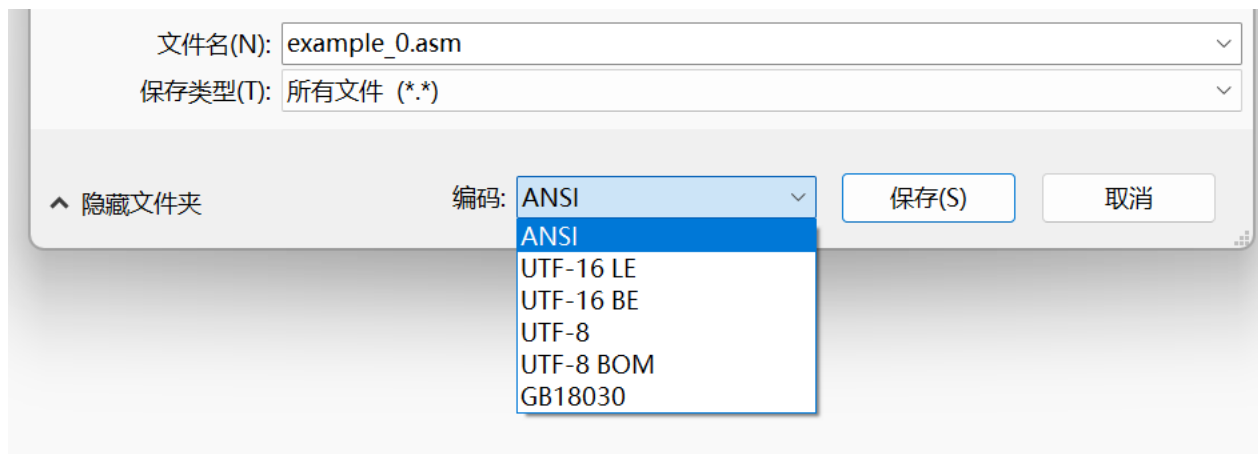 文件名(N): example_0.asm
保存类型(T): 所有文件 (*.*)
隐藏文件夹 编码: ANSI 保存(S) 取消
ANSI
UTF-16 LE
UTF-16 BE
UTF-8
UTF-8 BOM
GB18030